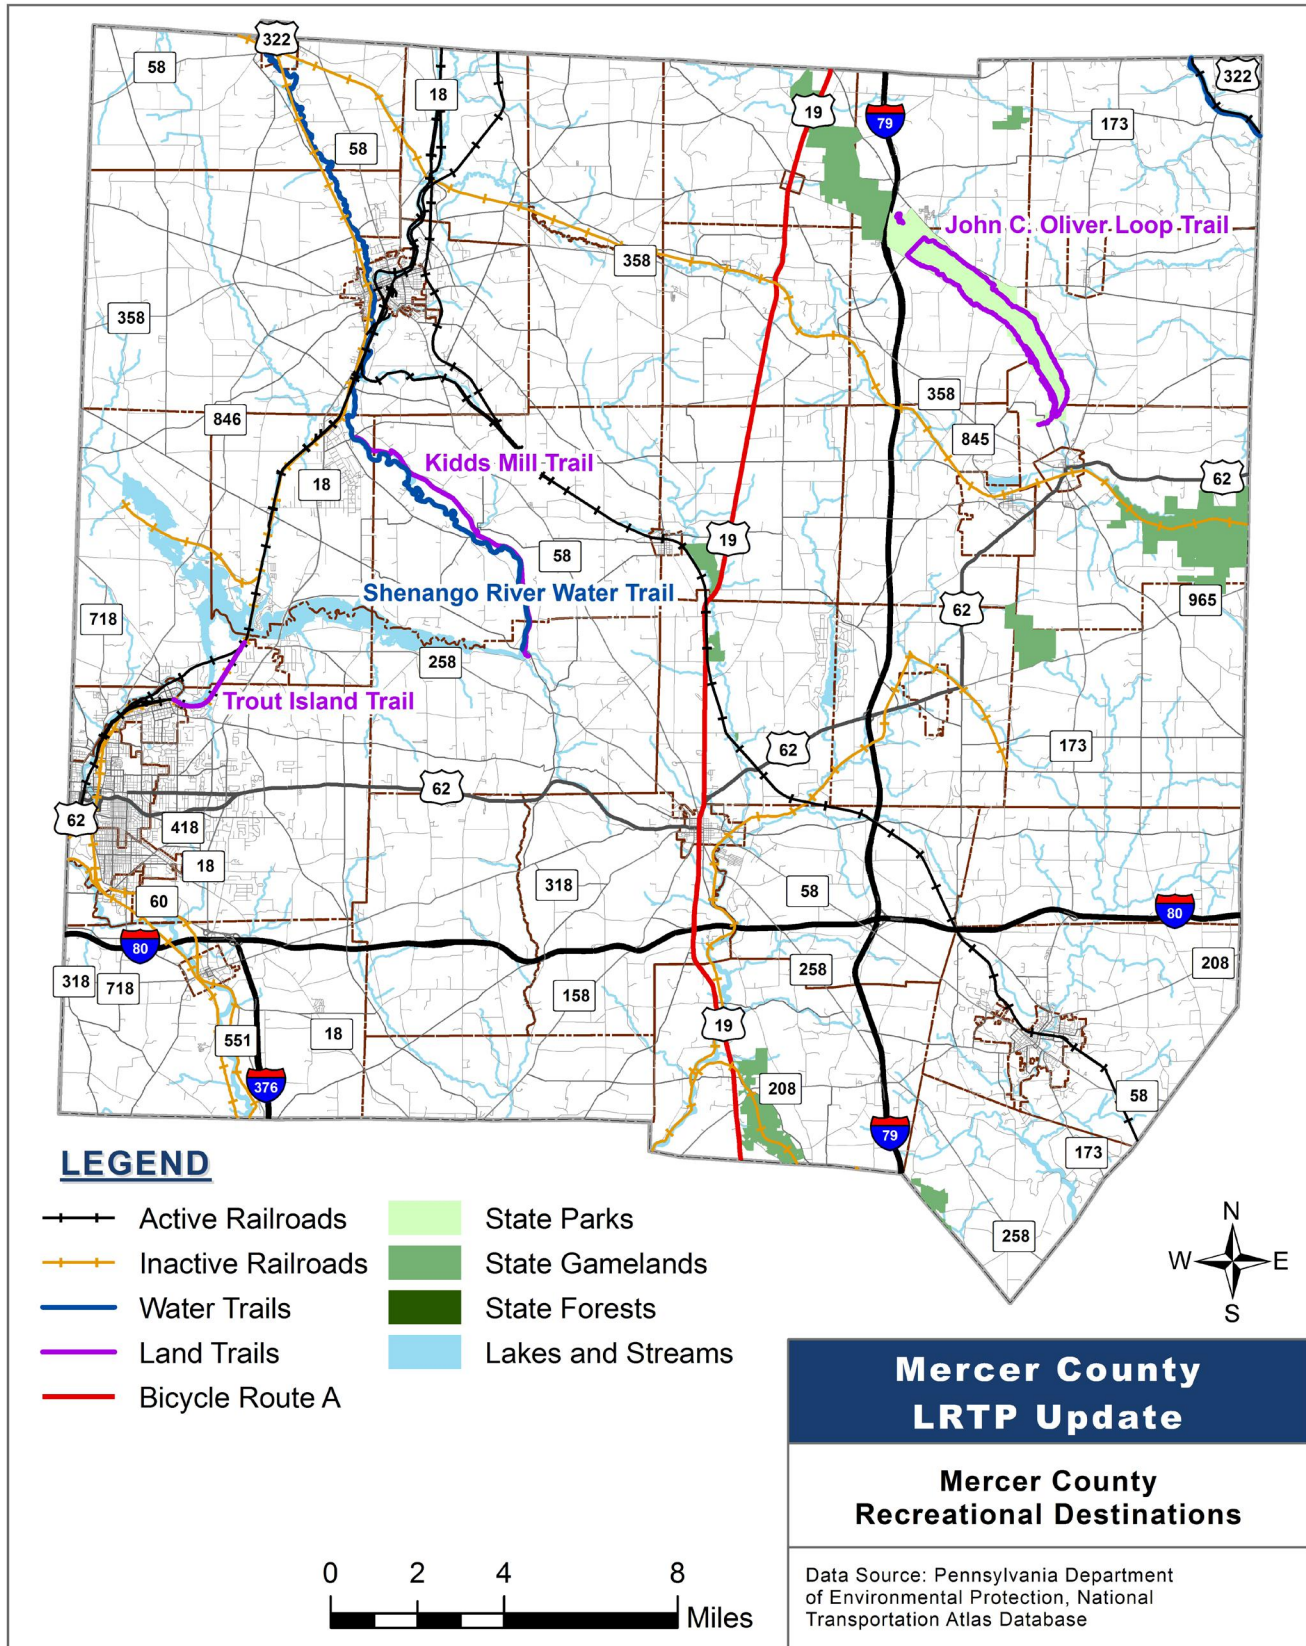 322
58
18
19
79
322
173
58
John C. Oliver Loop Trail
358
358
358
846
845
Kidds Mill Trail
18
62
19
58
Shenango River Water Trail
965
62
718
258
Trout Island Trail
173
62
62
62
418
18
318
58
60
80
80
208
258
318
718
158
551
18
19
376
208
58
79
173
258
LEGEND
Active Railroads
Inactive Railroads
Water Trails
Land Trails
Bicycle Route A
State Parks
State Gamelands
State Forests
Lakes and Streams
N
W
E
S
Mercer County
LRTP Update
Mercer County
Recreational Destinations
0 2 4 8
Miles
Data Source: Pennsylvania Department
of Environmental Protection, National
Transportation Atlas Database